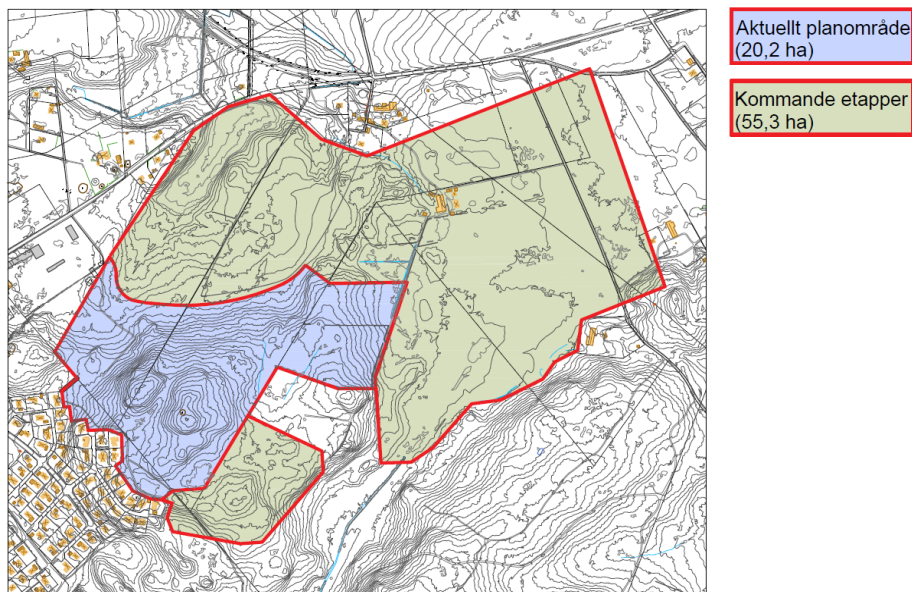 Aktuellt planområde
(20,2 ha)
Kommande etapper
(55,3 ha)